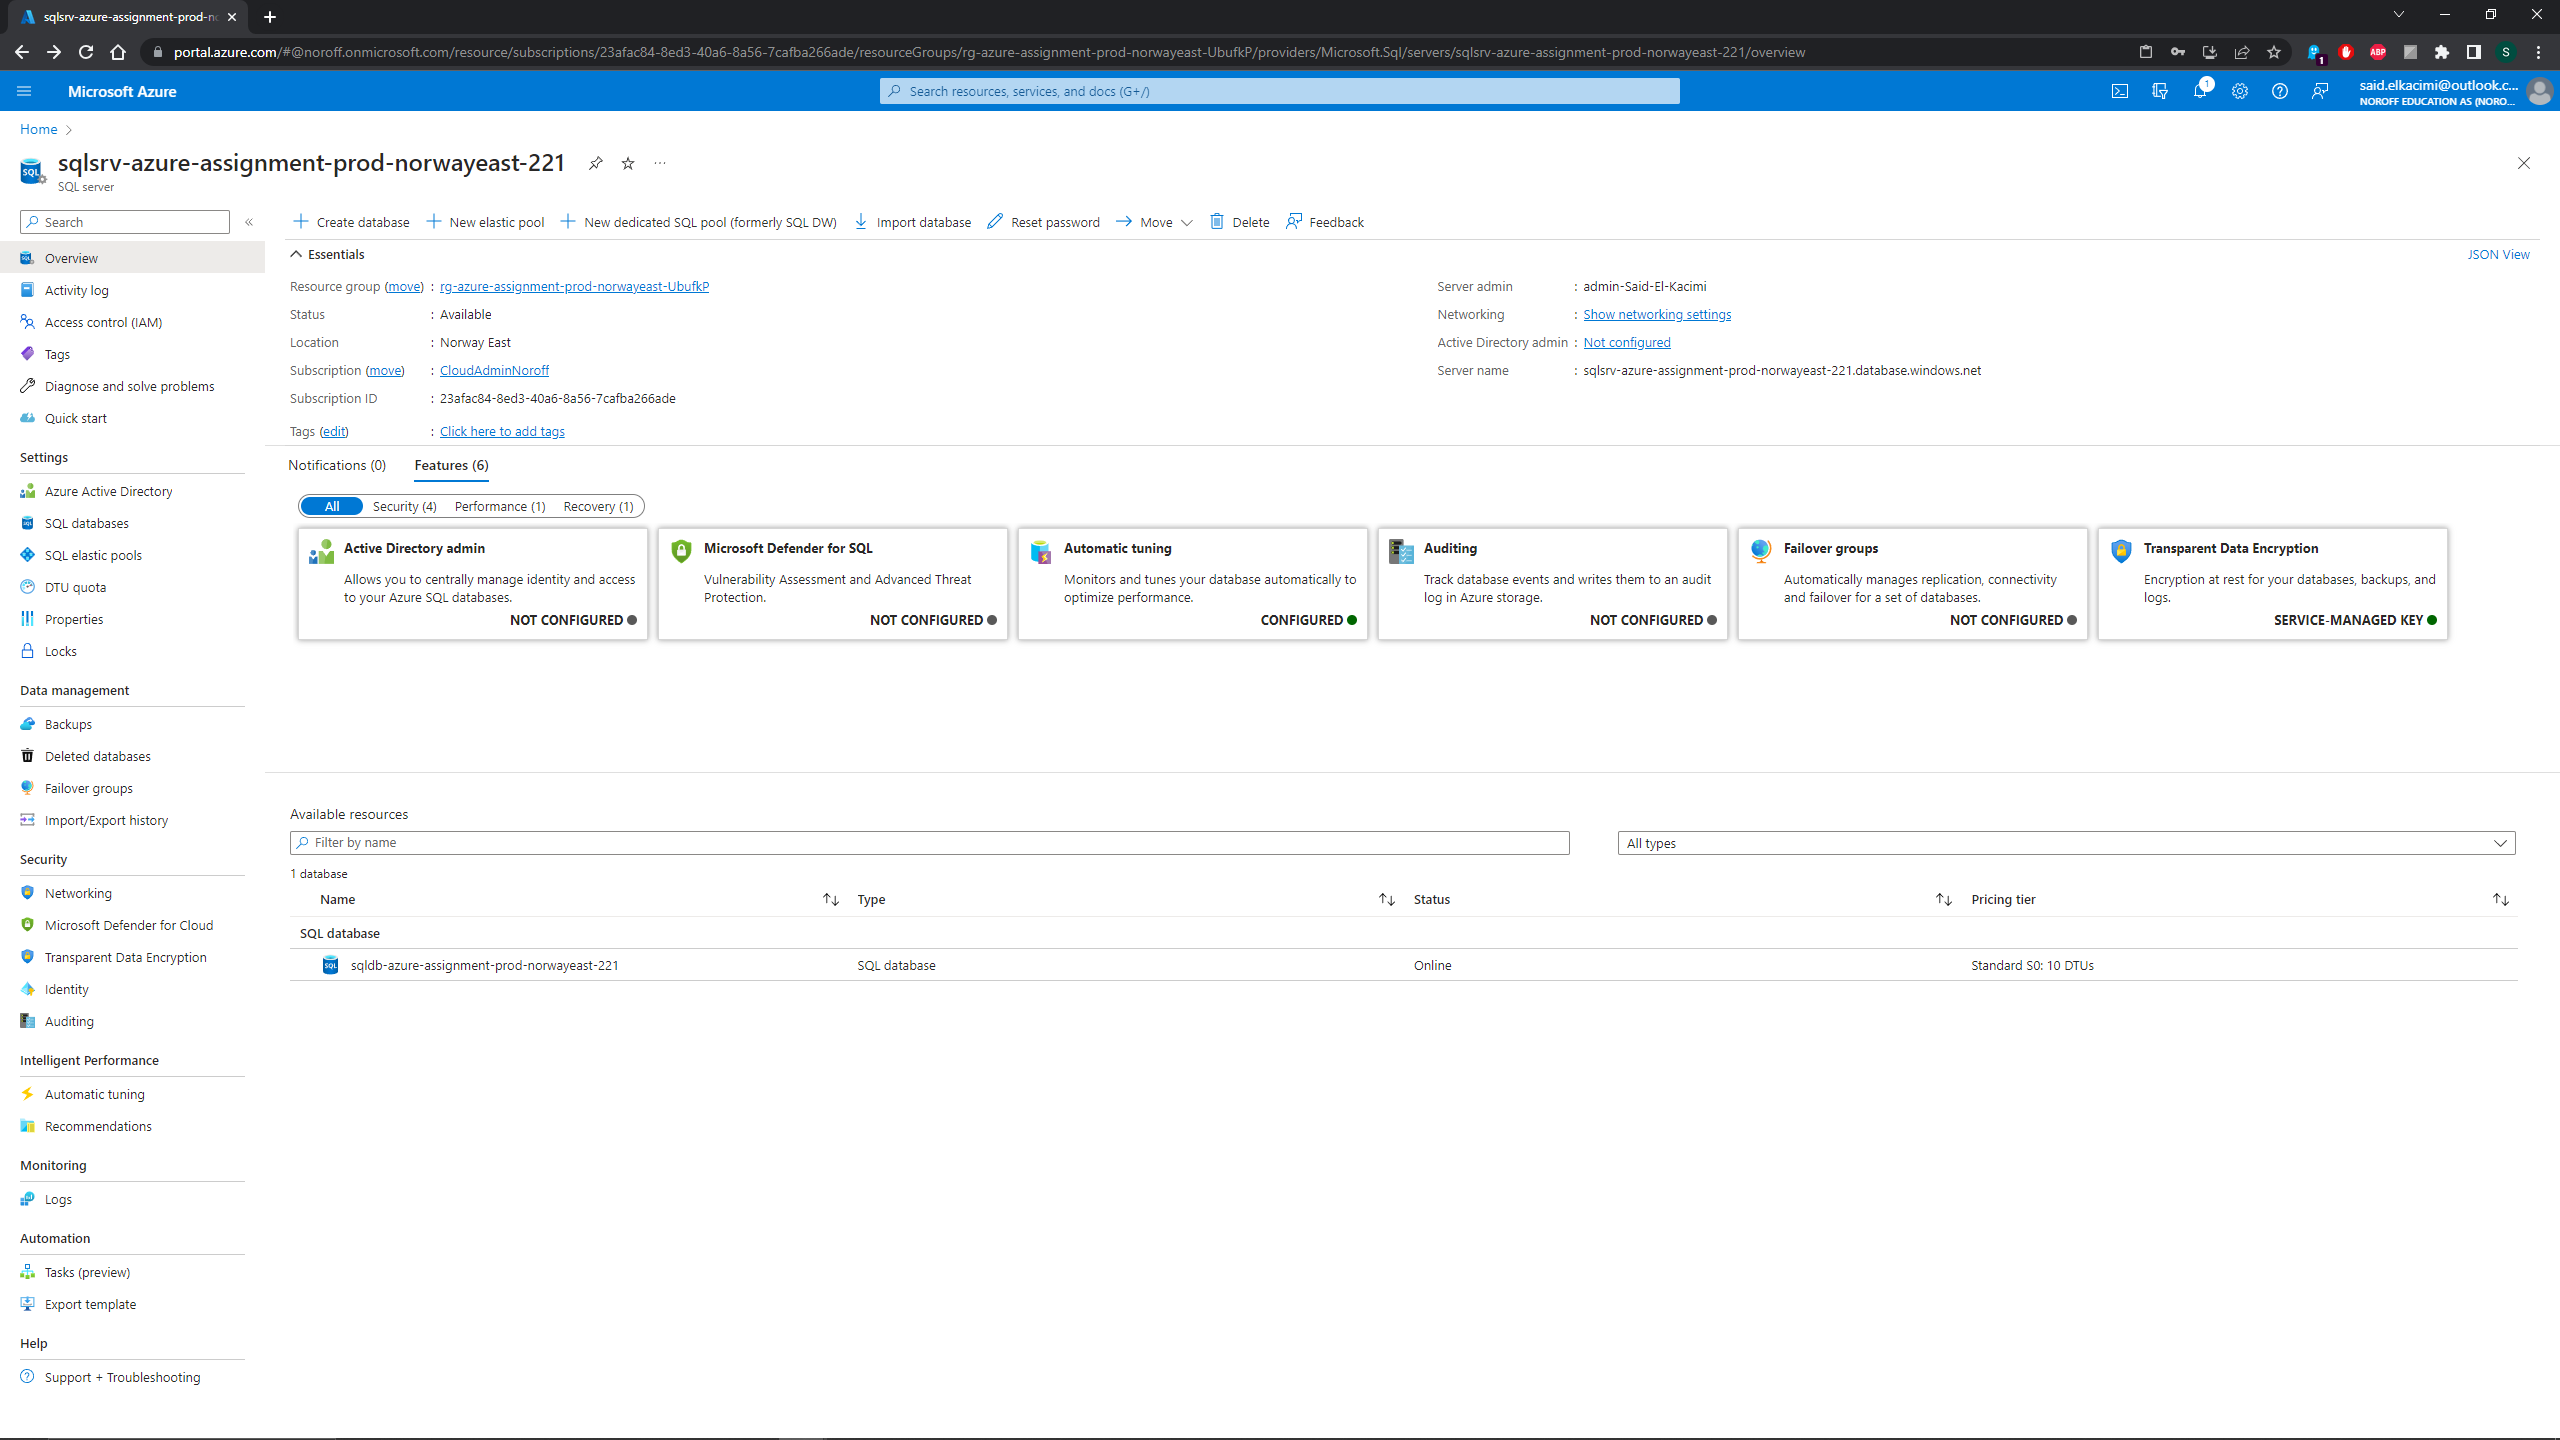 sqlsrv-azure-assignment-prod-no
portal.azure.com/#@noroff.onmicrosoft.com/resource/subscriptions/23afac84-8ed3-40a6-8a56-7cafba266ade/resourceGroups/rg-azure-assignment-prod-norwayeast-UbufkP/providers/Microsoft.Sql/servers/sqlsrv-azure-assignment-prod-norwayeast-221/overview
1
ABP
S
Microsoft Azure
Search resources, services, and docs (G+/)
1
said.elkacimi@outlook.c...
NOROFF EDUCATION AS (NORO...
Home
sqlsrv-azure-assignment-prod-norwayeast-221
SQL server
Search
Overview
Activity log
Access control (IAM)
Tags
Diagnose and solve problems
Quick start
Settings
Azure Active Directory
SQL databases
SQL elastic pools
DTU quota
Properties
Locks
Data management
Backups
Deleted databases
Failover groups
Import/Export history
Security
Networking
Microsoft Defender for Cloud
Transparent Data Encryption
Identity
Auditing
Intelligent Performance
Automatic tuning
Recommendations
Monitoring
Logs
Automation
Tasks (preview)
Export template
Help
Support + Troubleshooting
Create database New elastic pool New dedicated SQL pool (formerly SQL DW) Import database Reset password Move Delete Feedback
Essentials
JSON View
Resource group (move) : rg-azure-assignment-prod-norwayeast-UbufkP
Status : Available
Location : Norway East
Subscription (move) : CloudAdminNoroff
Subscription ID : 23afac84-8ed3-40a6-8a56-7cafba266ade
Tags (edit) : Click here to add tags
Server admin : admin-Said-El-Kacimi
Networking : Show networking settings
Active Directory admin : Not configured
Server name : sqlsrv-azure-assignment-prod-norwayeast-221.database.windows.net
Notifications (0) Features (6)
All Security (4) Performance (1) Recovery (1)
Active Directory admin
Allows you to centrally manage identity and access
to your Azure SQL databases.
NOT CONFIGURED
Microsoft Defender for SQL
Vulnerability Assessment and Advanced Threat
Protection.
NOT CONFIGURED
Automatic tuning
Monitors and tunes your database automatically to
optimize performance.
CONFIGURED
Auditing
Track database events and writes them to an audit
log in Azure storage.
NOT CONFIGURED
Failover groups
Automatically manages replication, connectivity
and failover for a set of databases.
NOT CONFIGURED
Transparent Data Encryption
Encryption at rest for your databases, backups, and
logs.
SERVICE-MANAGED KEY
Available resources
Filter by name
All types
1 database
Name Type Status Pricing tier
SQL database
sqldb-azure-assignment-prod-norwayeast-221 SQL database Online Standard S0: 10 DTUs